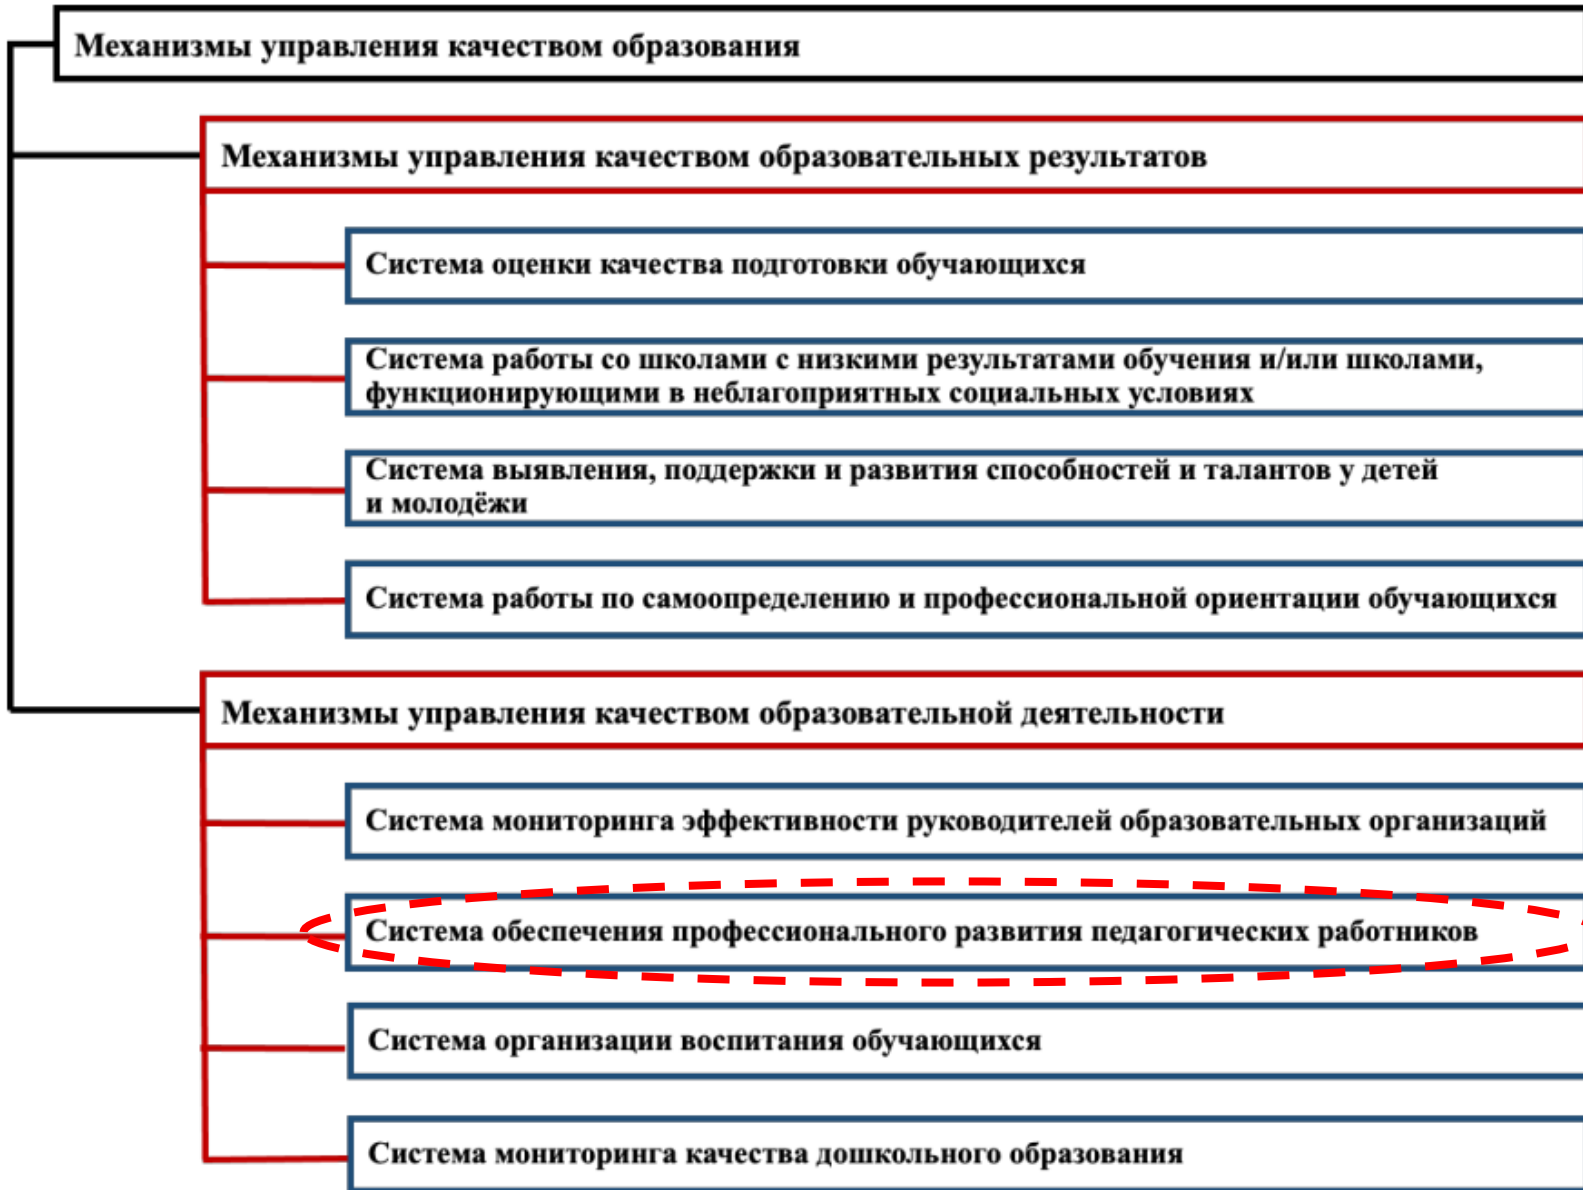 Механизмы управления качеством образования
Механизмы управления качеством образовательных результатов
Система оценки качества подготовки обучающихся
Система работы со школами с низкими результатами обучения и/или школами,
функционирующими в неблагоприятных социальных условиях
Система выявления, поддержки и развития способностей и талантов у детей
и молодёжи
Система работы по самоопределению и профессиональной ориентации обучающихся
Механизмы управления качеством образовательной деятельности
Система мониторинга эффективности руководителей образовательных организаций
Система обеспечения профессионального развития педагогических работников
Система организации воспитания обучающихся
Система мониторинга качества дошкольного образования